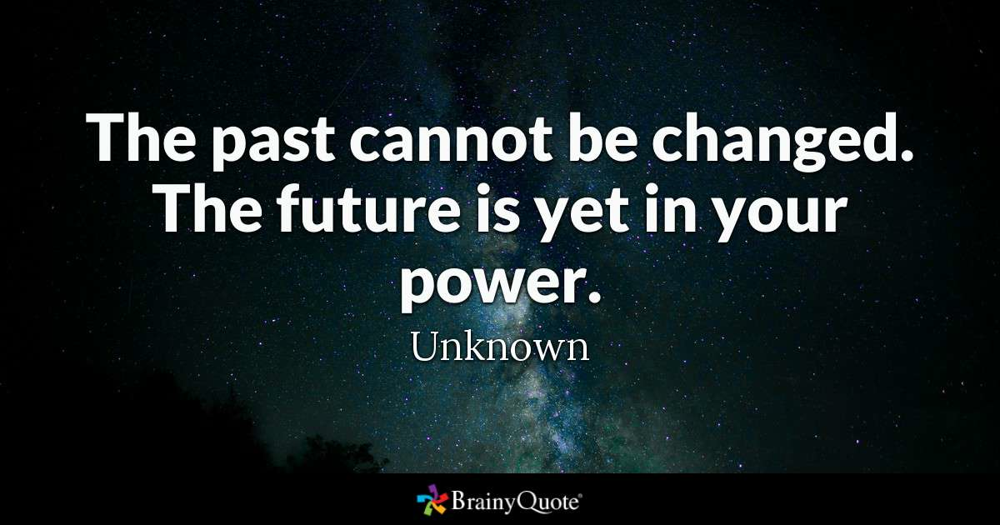 The past cannot be changed.
The future is yet in your
power.
Unknown
BrainyQuote®